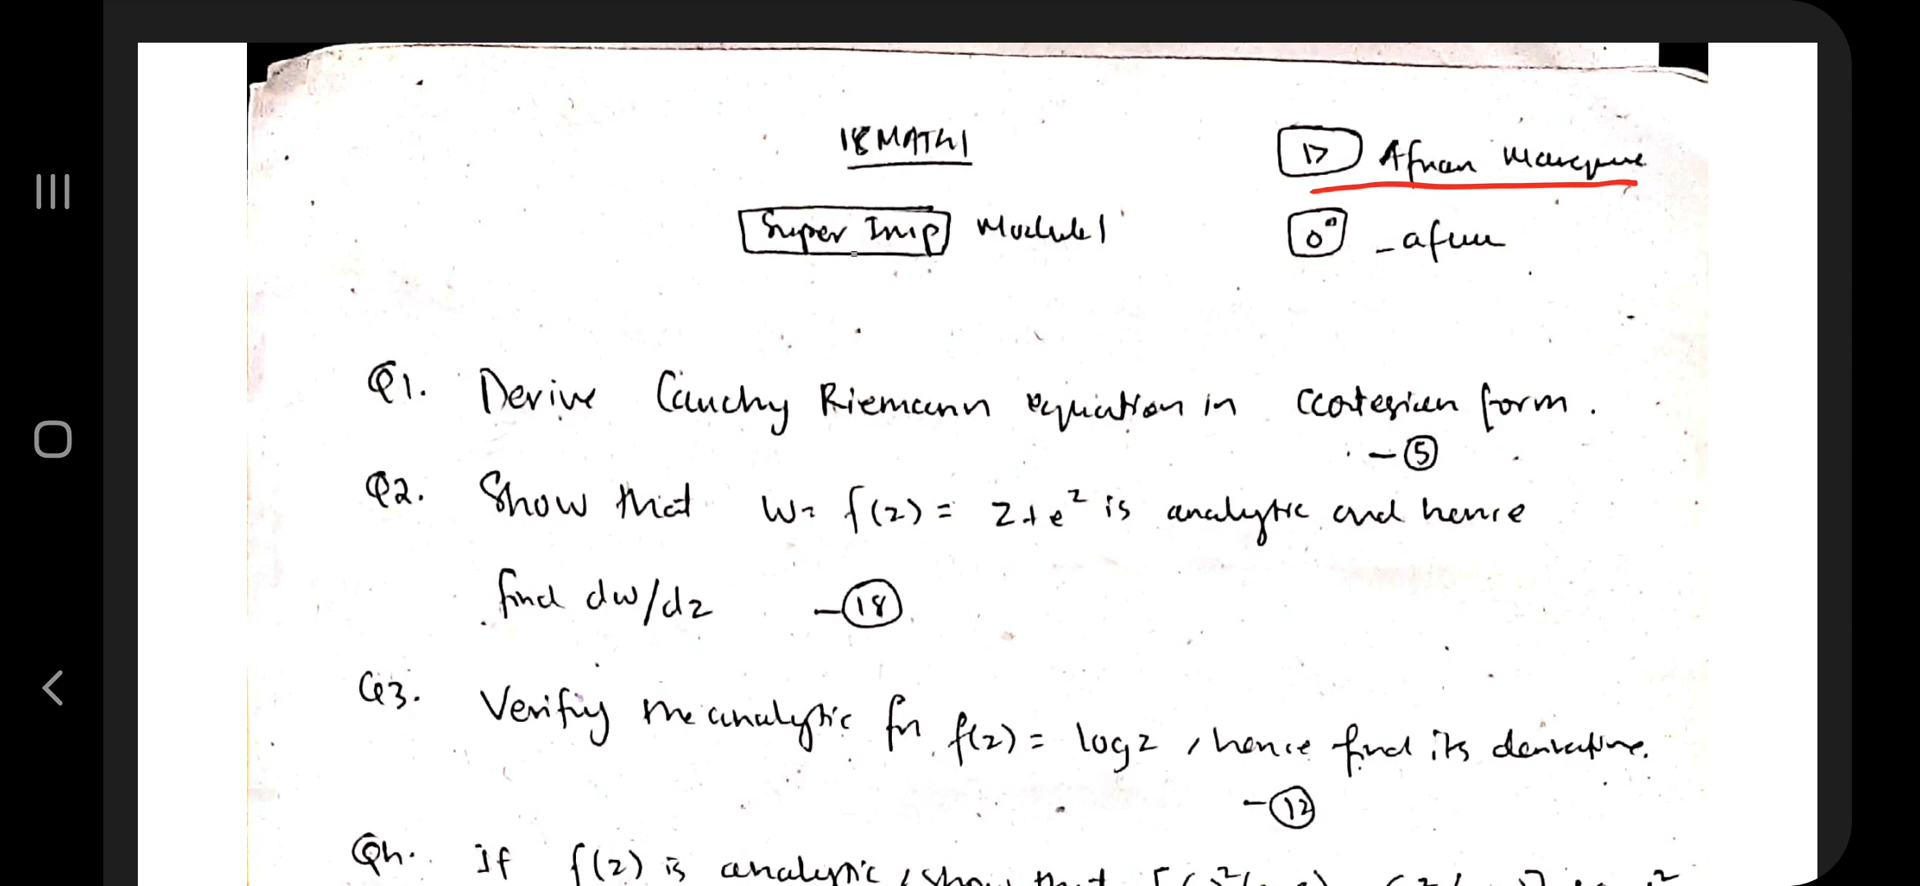 18MAT41
Afnan Marquee
Super Imp Module 1
_afnu
Q1. Derive Cauchy Riemann equation in cartesian form.
- 5
Q2. Show that W = f(z) = z + e^z is analytic and hence
find dw/dz - 18
Q3. Verifiy the analytic fn f(z) = log z, hence find its derivative.
- 12
Q4. If f(z) is analytic, show that